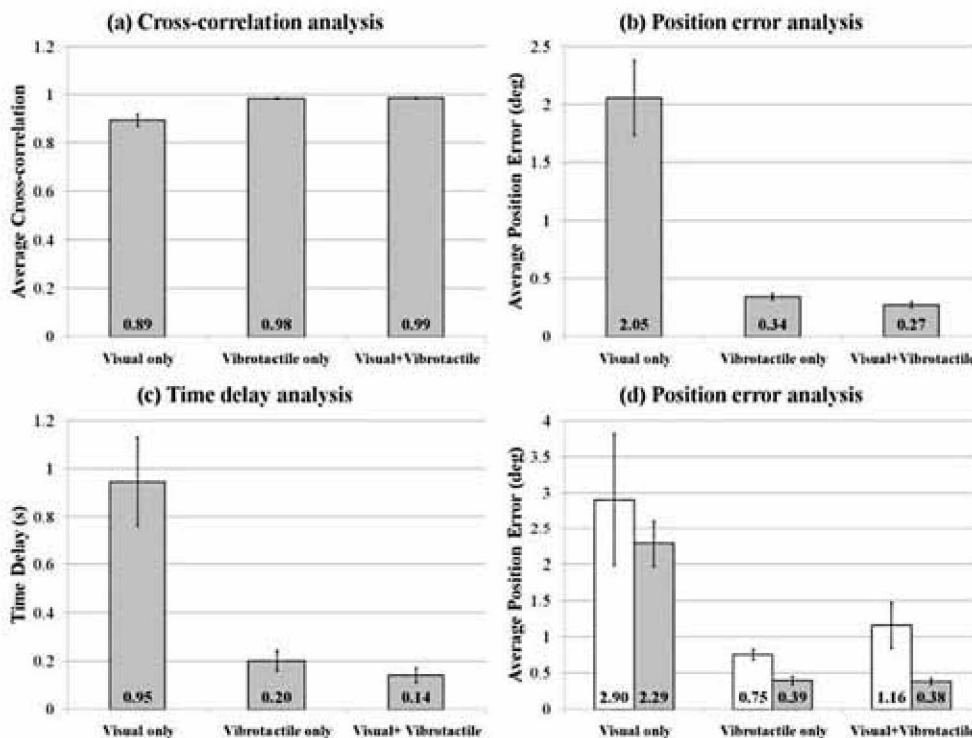 (a) Cross-correlation analysis
Average Cross-correlation
1.2
1
0.8
0.6
0.4
0.2
0
0.89
0.98
0.99
Visual only
Vibrotactile only
Visual+Vibrotactile
(b) Position error analysis
Average Position Error (deg)
2.5
2
1.5
1
0.5
0
2.05
0.34
0.27
Visual only
Vibrotactile only
Visual+Vibrotactile
(c) Time delay analysis
Time Delay (s)
1.2
1
0.8
0.6
0.4
0.2
0
0.95
0.20
0.14
Visual only
Vibrotactile only
Visual+ Vibrotactile
(d) Position error analysis
Average Position Error (deg)
4
3.5
3
2.5
2
1.5
1
0.5
0
2.90
2.29
0.75
0.39
1.16
0.38
Visual only
Vibrotactile only
Visual+Vibrotactile